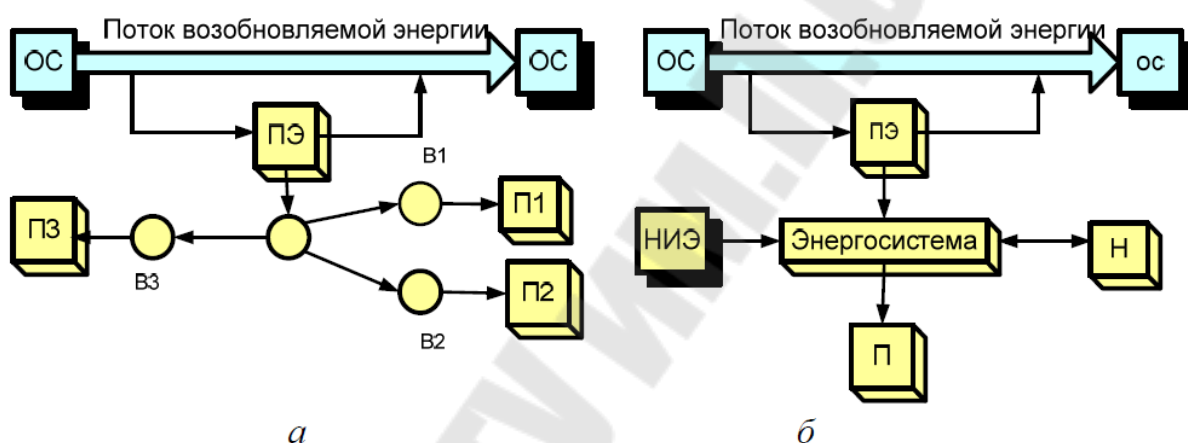 Поток возобновляемой энергии
ОС
ОС
ПЭ
В1
П3
П1
В3
П2
В2
а
Поток возобновляемой энергии
ОС
ос
ПЭ
НИЭ
Энергосистема
Н
П
б